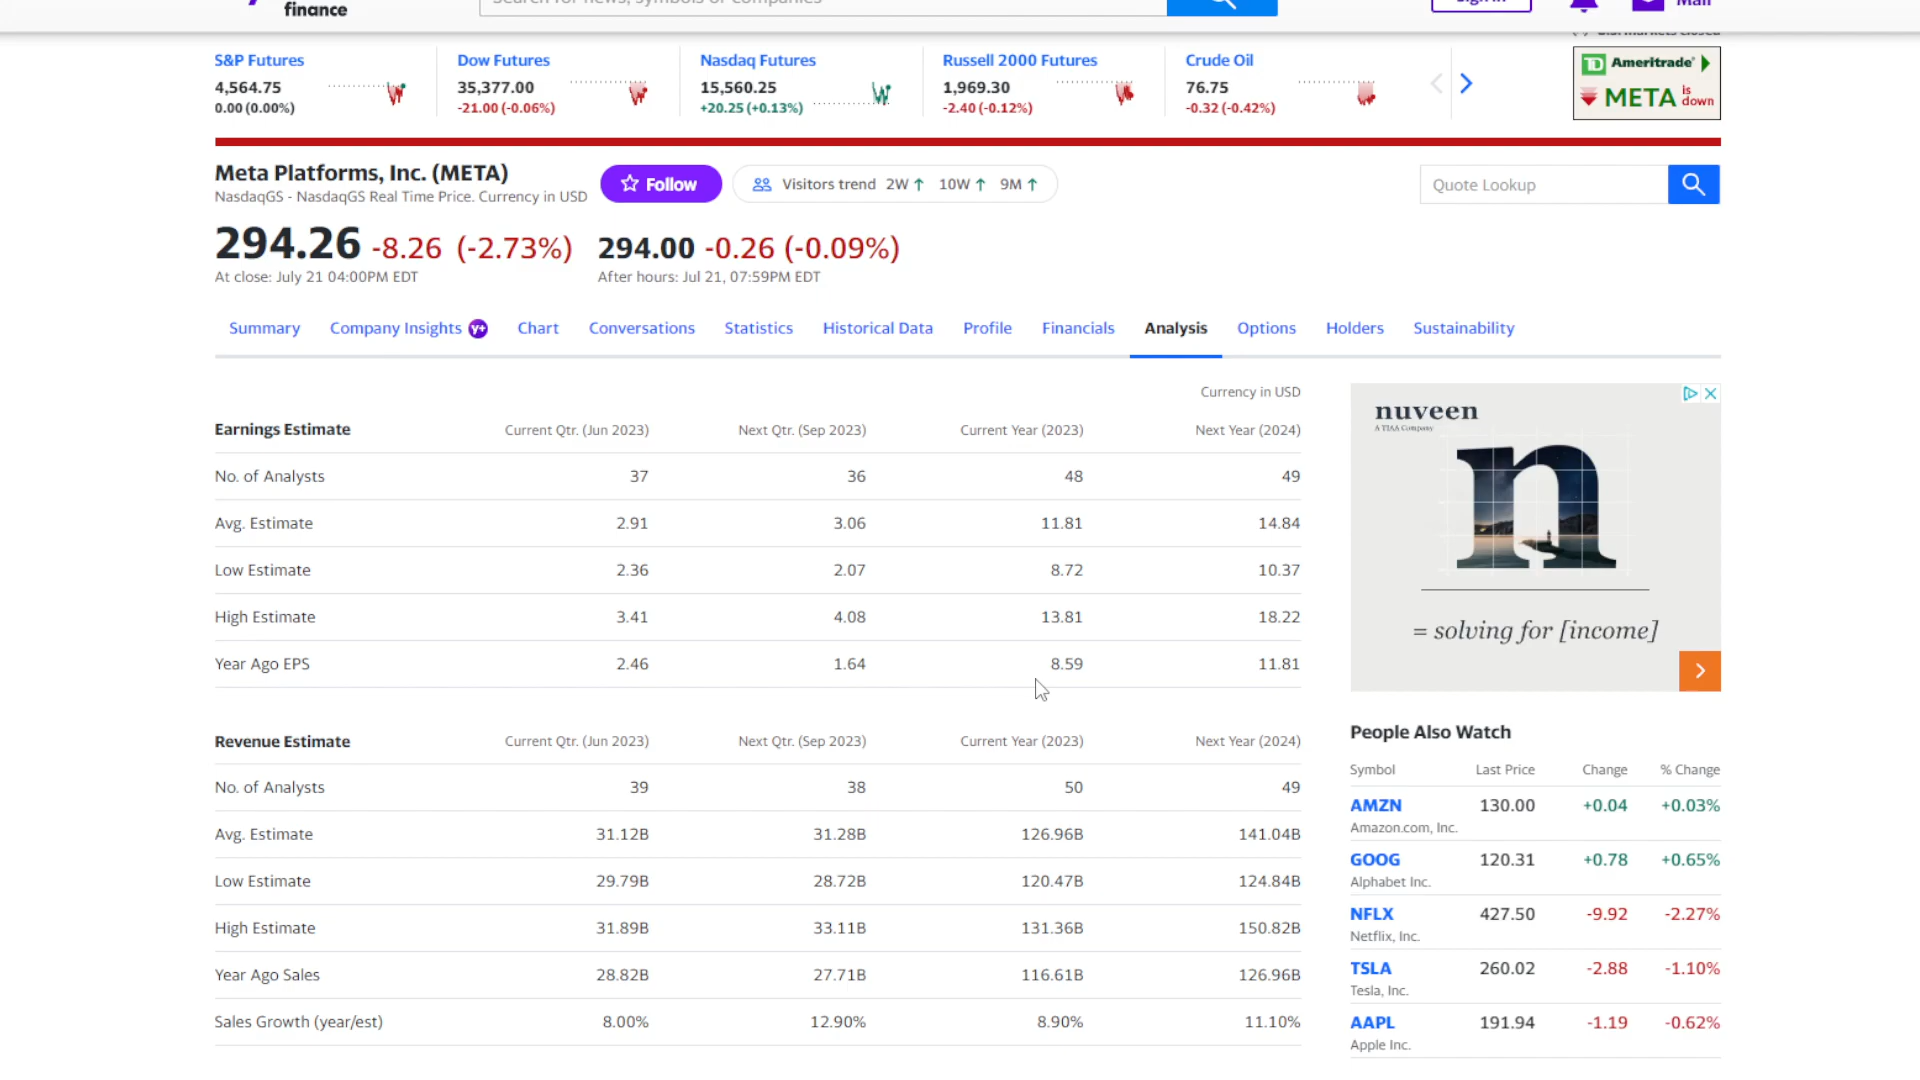 finance
Search for news, symbols or companies
Sign in
Mail
U.S. markets closed
S&P Futures
4,564.75
0.00 (0.00%)
Dow Futures
35,377.00
-21.00 (-0.06%)
Nasdaq Futures
15,560.25
+20.25 (+0.13%)
Russell 2000 Futures
1,969.30
-2.40 (-0.12%)
Crude Oil
76.75
-0.32 (-0.42%)
TD Ameritrade
META is down
Meta Platforms, Inc. (META)
NasdaqGS - NasdaqGS Real Time Price. Currency in USD
Follow
Visitors trend 2W ↑ 10W ↑ 9M ↑
Quote Lookup
294.26 -8.26 (-2.73%)
At close: July 21 04:00PM EDT
294.00 -0.26 (-0.09%)
After hours: Jul 21, 07:59PM EDT
Summary Company Insights Y+ Chart Conversations Statistics Historical Data Profile Financials Analysis Options Holders Sustainability
Currency in USD
Earnings Estimate Current Qtr. (Jun 2023) Next Qtr. (Sep 2023) Current Year (2023) Next Year (2024)
No. of Analysts 37 36 48 49
Avg. Estimate 2.91 3.06 11.81 14.84
Low Estimate 2.36 2.07 8.72 10.37
High Estimate 3.41 4.08 13.81 18.22
Year Ago EPS 2.46 1.64 8.59 11.81
Revenue Estimate Current Qtr. (Jun 2023) Next Qtr. (Sep 2023) Current Year (2023) Next Year (2024)
No. of Analysts 39 38 50 49
Avg. Estimate 31.12B 31.28B 126.96B 141.04B
Low Estimate 29.79B 28.72B 120.47B 124.84B
High Estimate 31.89B 33.11B 131.36B 150.82B
Year Ago Sales 28.82B 27.71B 116.61B 126.96B
Sales Growth (year/est) 8.00% 12.90% 8.90% 11.10%
nuveen
A TIAA Company
n
= solving for [income]
People Also Watch
Symbol Last Price Change % Change
AMZN 130.00 +0.04 +0.03%
Amazon.com, Inc.
GOOG 120.31 +0.78 +0.65%
Alphabet Inc.
NFLX 427.50 -9.92 -2.27%
Netflix, Inc.
TSLA 260.02 -2.88 -1.10%
Tesla, Inc.
AAPL 191.94 -1.19 -0.62%
Apple Inc.